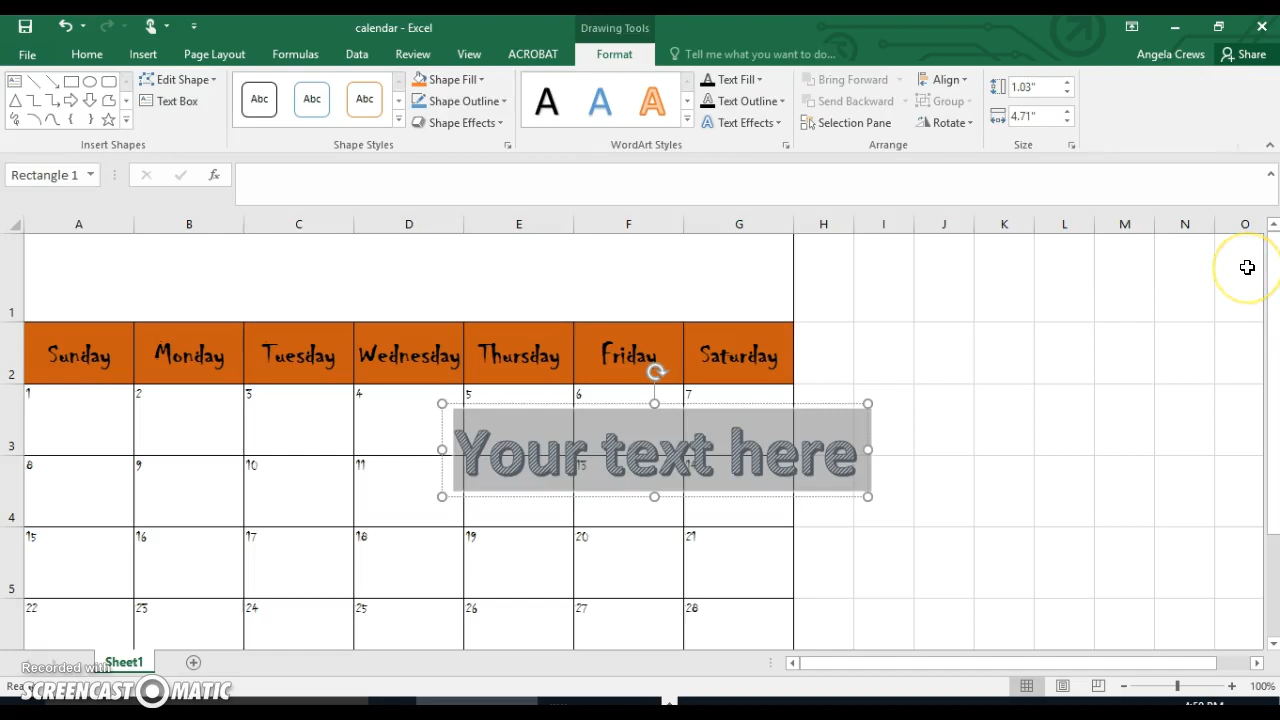 calendar - Excel
Drawing Tools
File Home Insert Page Layout Formulas Data Review View ACROBAT Format Tell me what you want to do... Angela Crews Share
Edit Shape
Text Box
Insert Shapes
Abc Abc Abc
Shape Fill
Shape Outline
Shape Effects
Shape Styles
A A A
Text Fill
Text Outline
Text Effects
WordArt Styles
Bring Forward
Send Backward
Selection Pane
Align
Group
Rotate
Arrange
1.03"
4.71"
Size
Rectangle 1
fx
A B C D E F G H I J K L M N O
1
2 Sunday Monday Tuesday Wednesday Thursday Friday Saturday
1 2 3 4 5 6 7
3
Your text here
8 9 10 11 13 14
4
15 16 17 18 19 20 21
5
22 23 24 25 26 27 28
Sheet1
Recorded with
SCREENCAST MATIC
100%